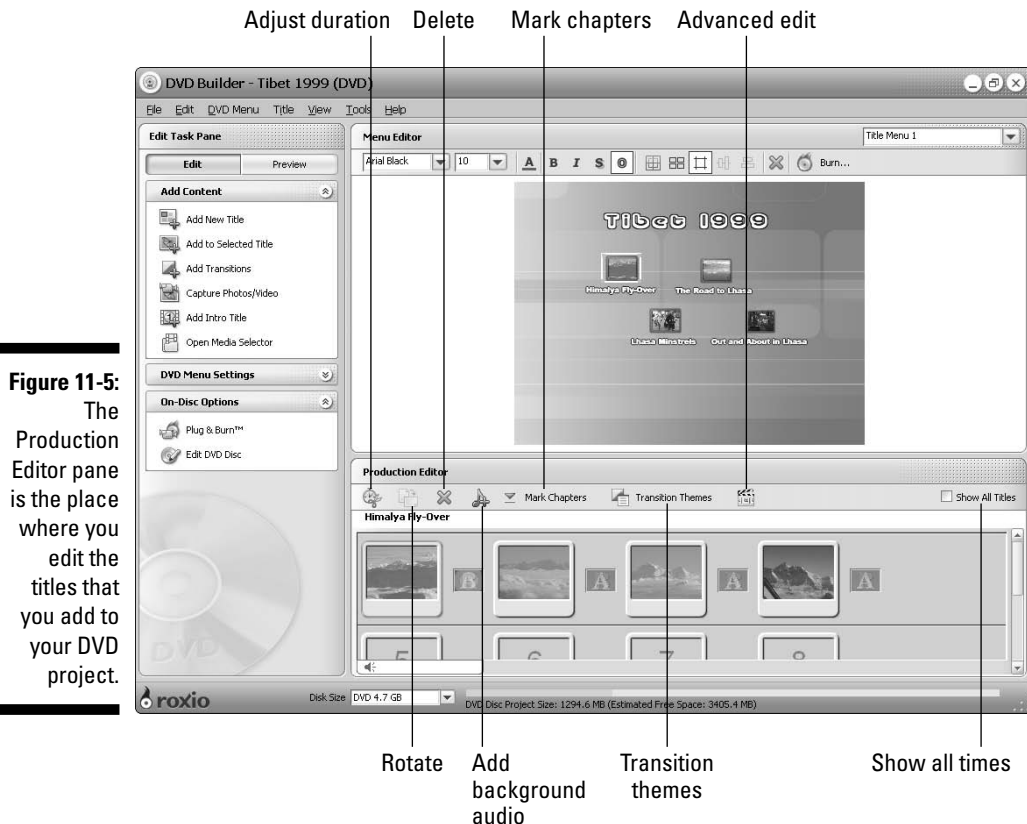 Adjust duration Delete Mark chapters Advanced edit
DVD Builder - Tibet 1999 (DVD)
File Edit DVD Menu Title View Tools Help
Edit Task Pane
Edit Preview
Add Content
Add New Title
Add to Selected Title
Add Transitions
Capture Photos/Video
Add Intro Title
Open Media Selector
DVD Menu Settings
On-Disc Options
Plug & Burn™
Edit DVD Disc
DVD
Menu Editor
Title Menu 1
Arial Black 10 A B I S O Burn...
Tibet 1999
Himalya Fly-Over The Road to Lhasa
Lhasa Minstrels Out and About in Lhasa
Production Editor
Mark Chapters Transition Themes Show All Titles
Himalya Fly-Over
B A A A
5 6 7 8
roxio
Disk Size DVD 4.7 GB
DVD Disc Project Size: 1294.6 MB (Estimated Free Space: 3405.4 MB)
Figure 11-5:
The
Production
Editor pane
is the place
where you
edit the
titles that
you add to
your DVD
project.
Rotate
Add
background
audio
Transition
themes
Show all times